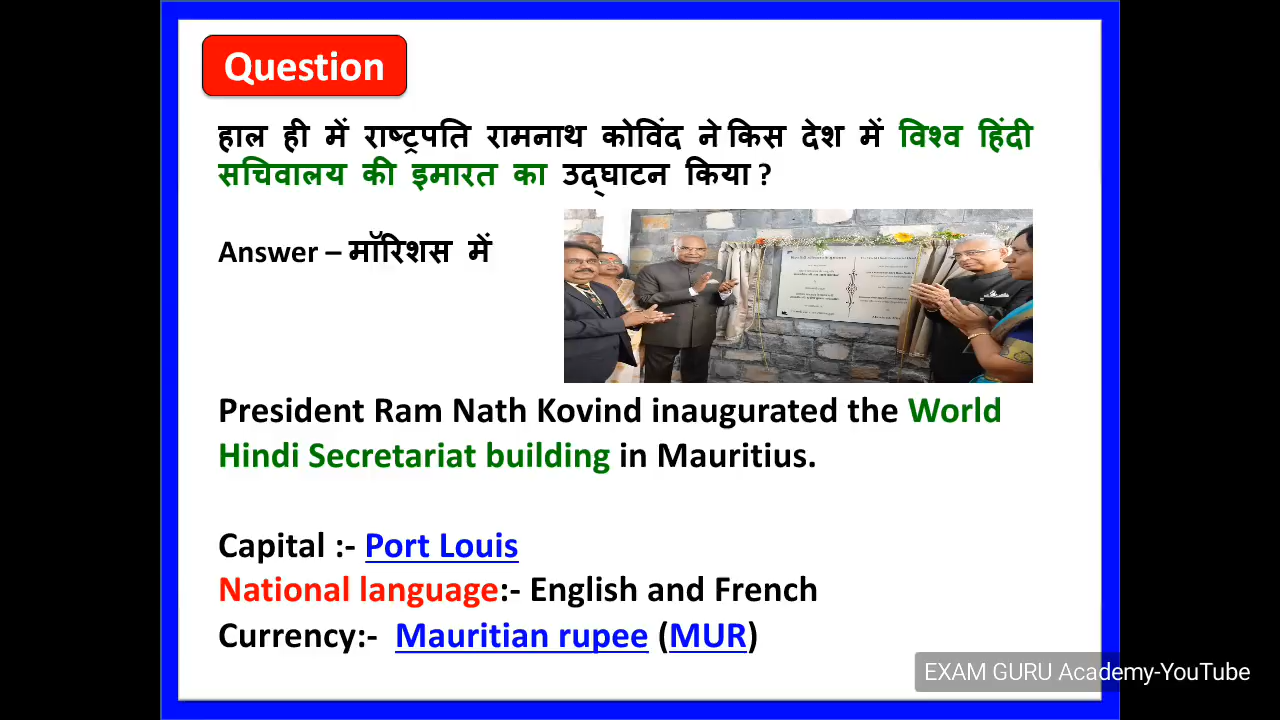 Question
हाल ही में राष्ट्रपति रामनाथ कोविंद ने किस देश में विश्व हिंदी
सचिवालय की इमारत का उद्घाटन किया ?
Answer – मॉरिशस में
President Ram Nath Kovind inaugurated the World
Hindi Secretariat building in Mauritius.
Capital :- Port Louis
National language:- English and French
Currency:- Mauritian rupee (MUR)
EXAM GURU Academy-YouTube